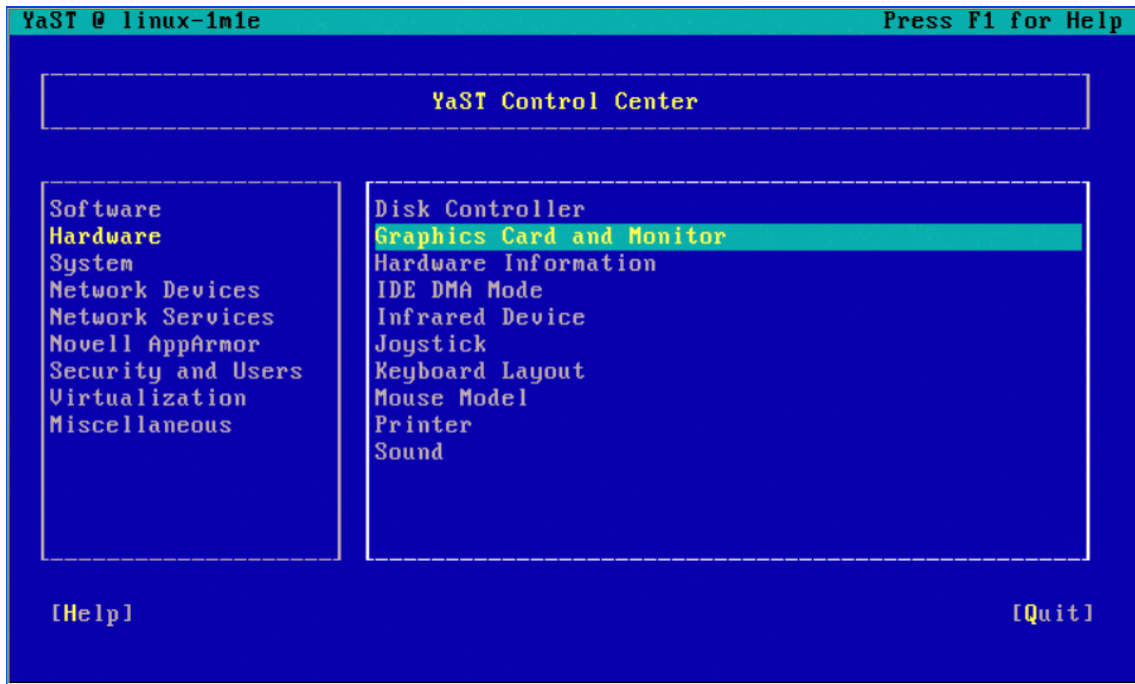 YaST @ linux-1m1e Press F1 for Help
YaST Control Center
Software
Hardware
System
Network Devices
Network Services
Novell AppArmor
Security and Users
Virtualization
Miscellaneous
Disk Controller
Graphics Card and Monitor
Hardware Information
IDE DMA Mode
Infrared Device
Joystick
Keyboard Layout
Mouse Model
Printer
Sound
[Help] [Quit]